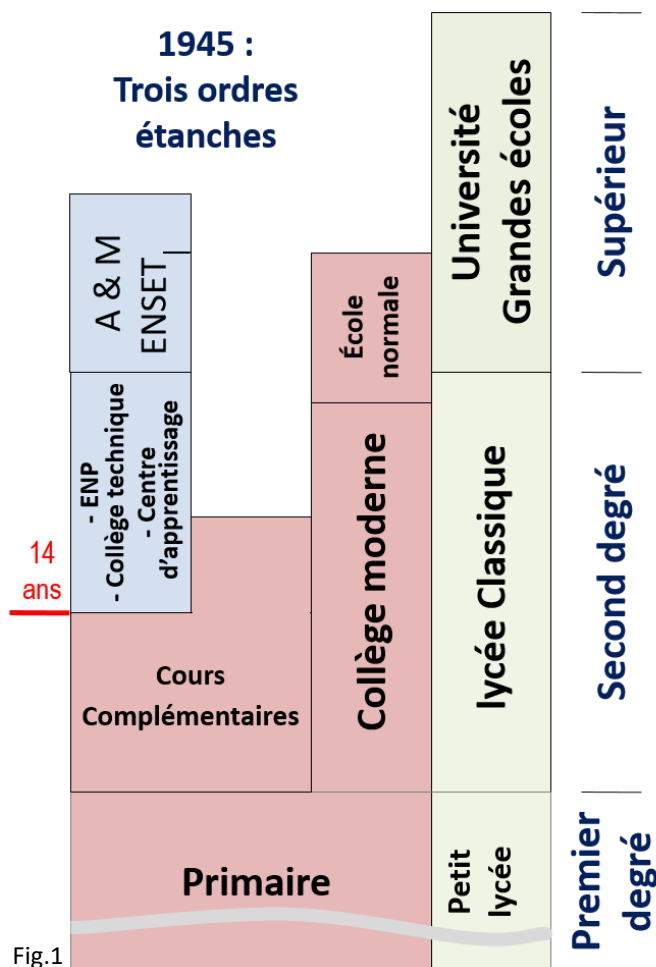 1945 :
Trois ordres
étanches
A & M
ENSET
- ENP
- Collège technique
- Centre
d'apprentissage
14
ans
Cours
Complémentaires
École
normale
Collège moderne
Université
Grandes écoles
lycée Classique
Supérieur
Second degré
Primaire
Petit
lycée
Premier
degré
Fig.1